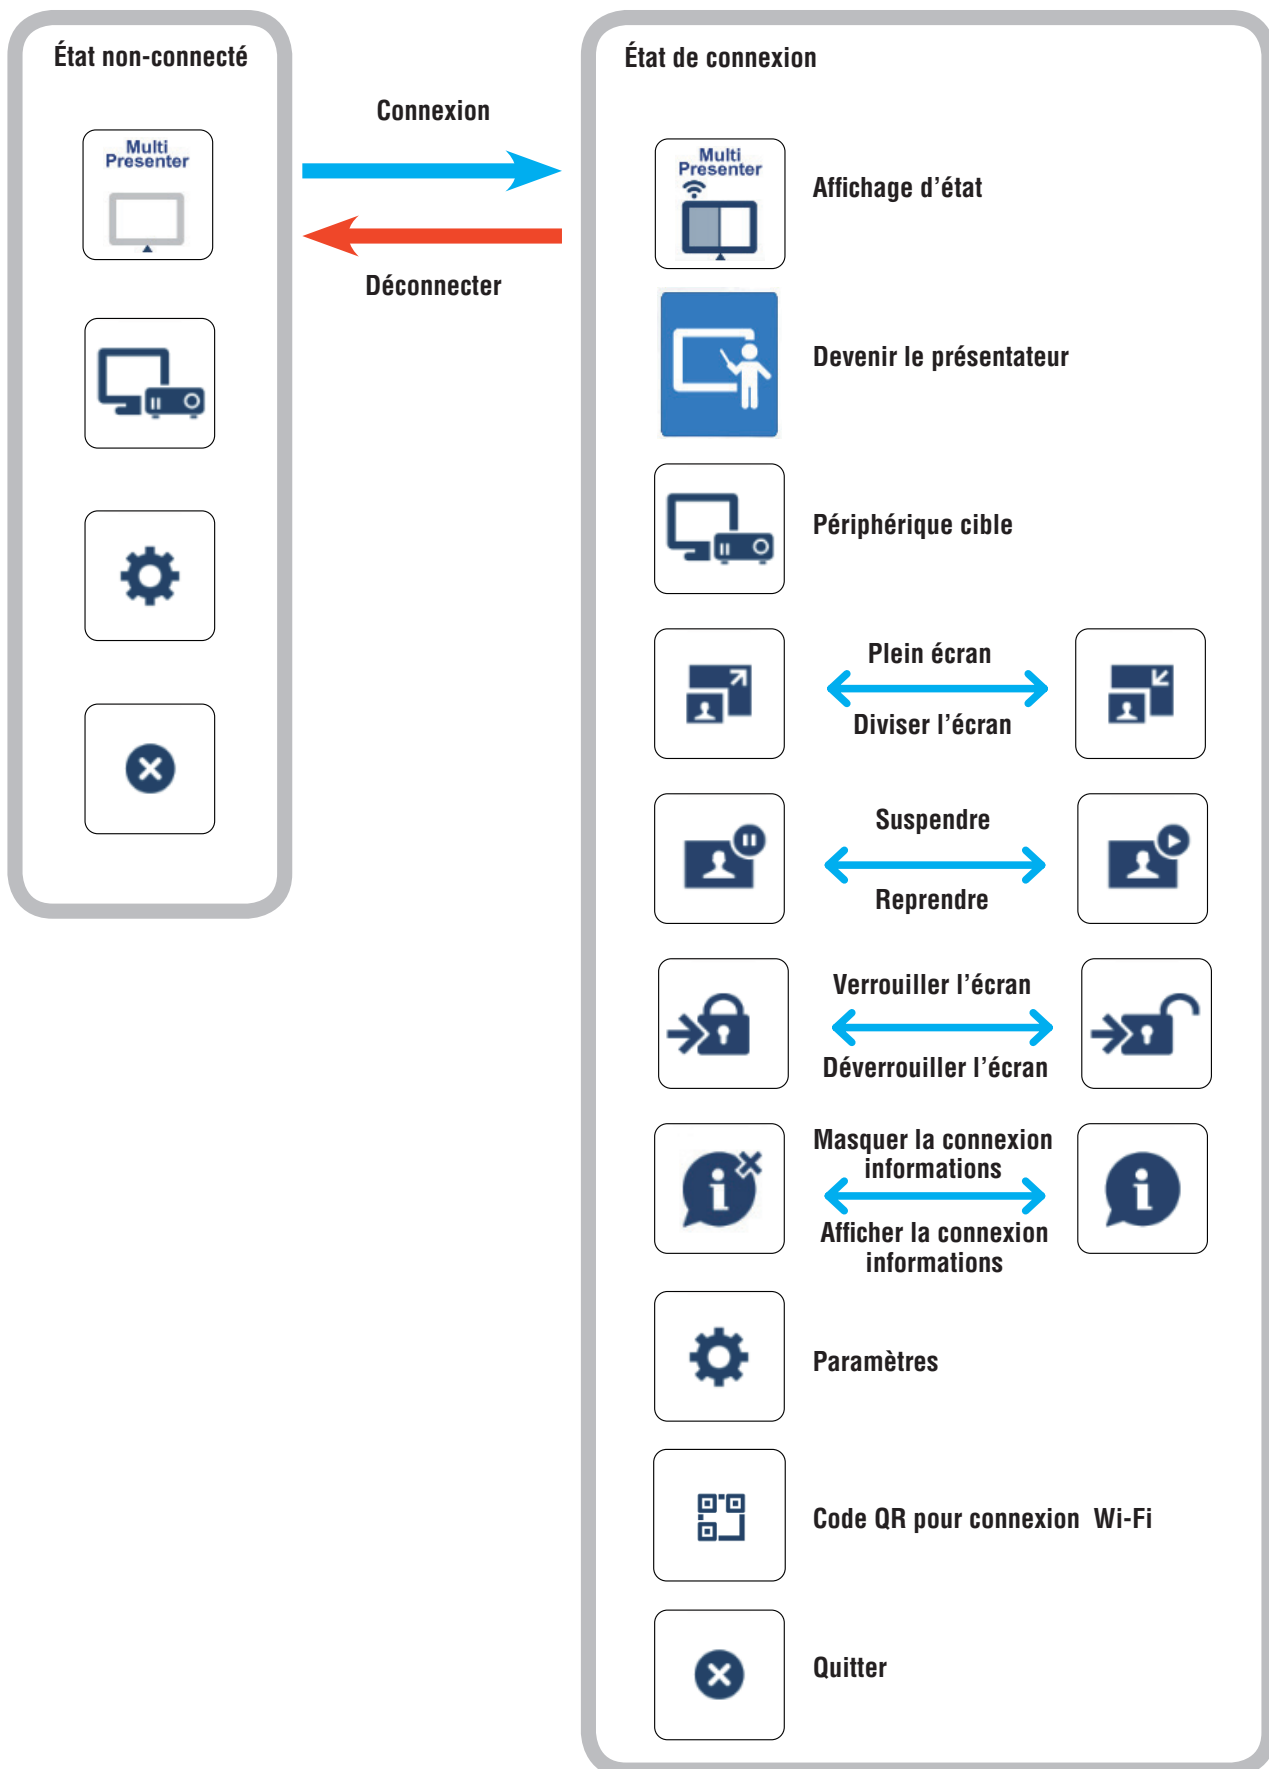 État non-connecté
Multi
Presenter
Connexion
Déconnecter
État de connexion
Multi
Presenter
Affichage d’état
Devenir le présentateur
Périphérique cible
Plein écran
Diviser l’écran
Suspendre
Reprendre
Verrouiller l’écran
Déverrouiller l’écran
Masquer la connexion
informations
Afficher la connexion
informations
Paramètres
Code QR pour connexion Wi-Fi
Quitter